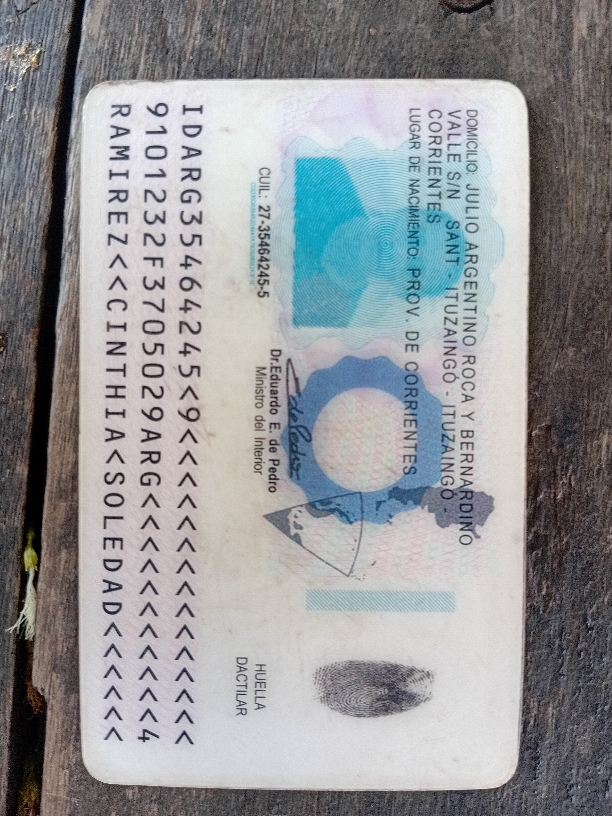 DOMICILIO: JULIO ARGENTINO ROCA Y BERNARDINO
VALLE S/N SANT - ITUZAINGÓ - ITUZAINGÓ -
CORRIENTES
LUGAR DE NACIMIENTO: PROV. DE CORRIENTES
CUIL: 27-35464245-5
Dr. Eduardo E. de Pedro
Ministro del Interior
HUELLA
DACTILAR
IDARG35464245<9<<<<<<<<<<<<<<<
9101232F3705029ARG<<<<<<<<<<<4
RAMIREZ<<CINTHIA<SOLEDAD<<<<<<